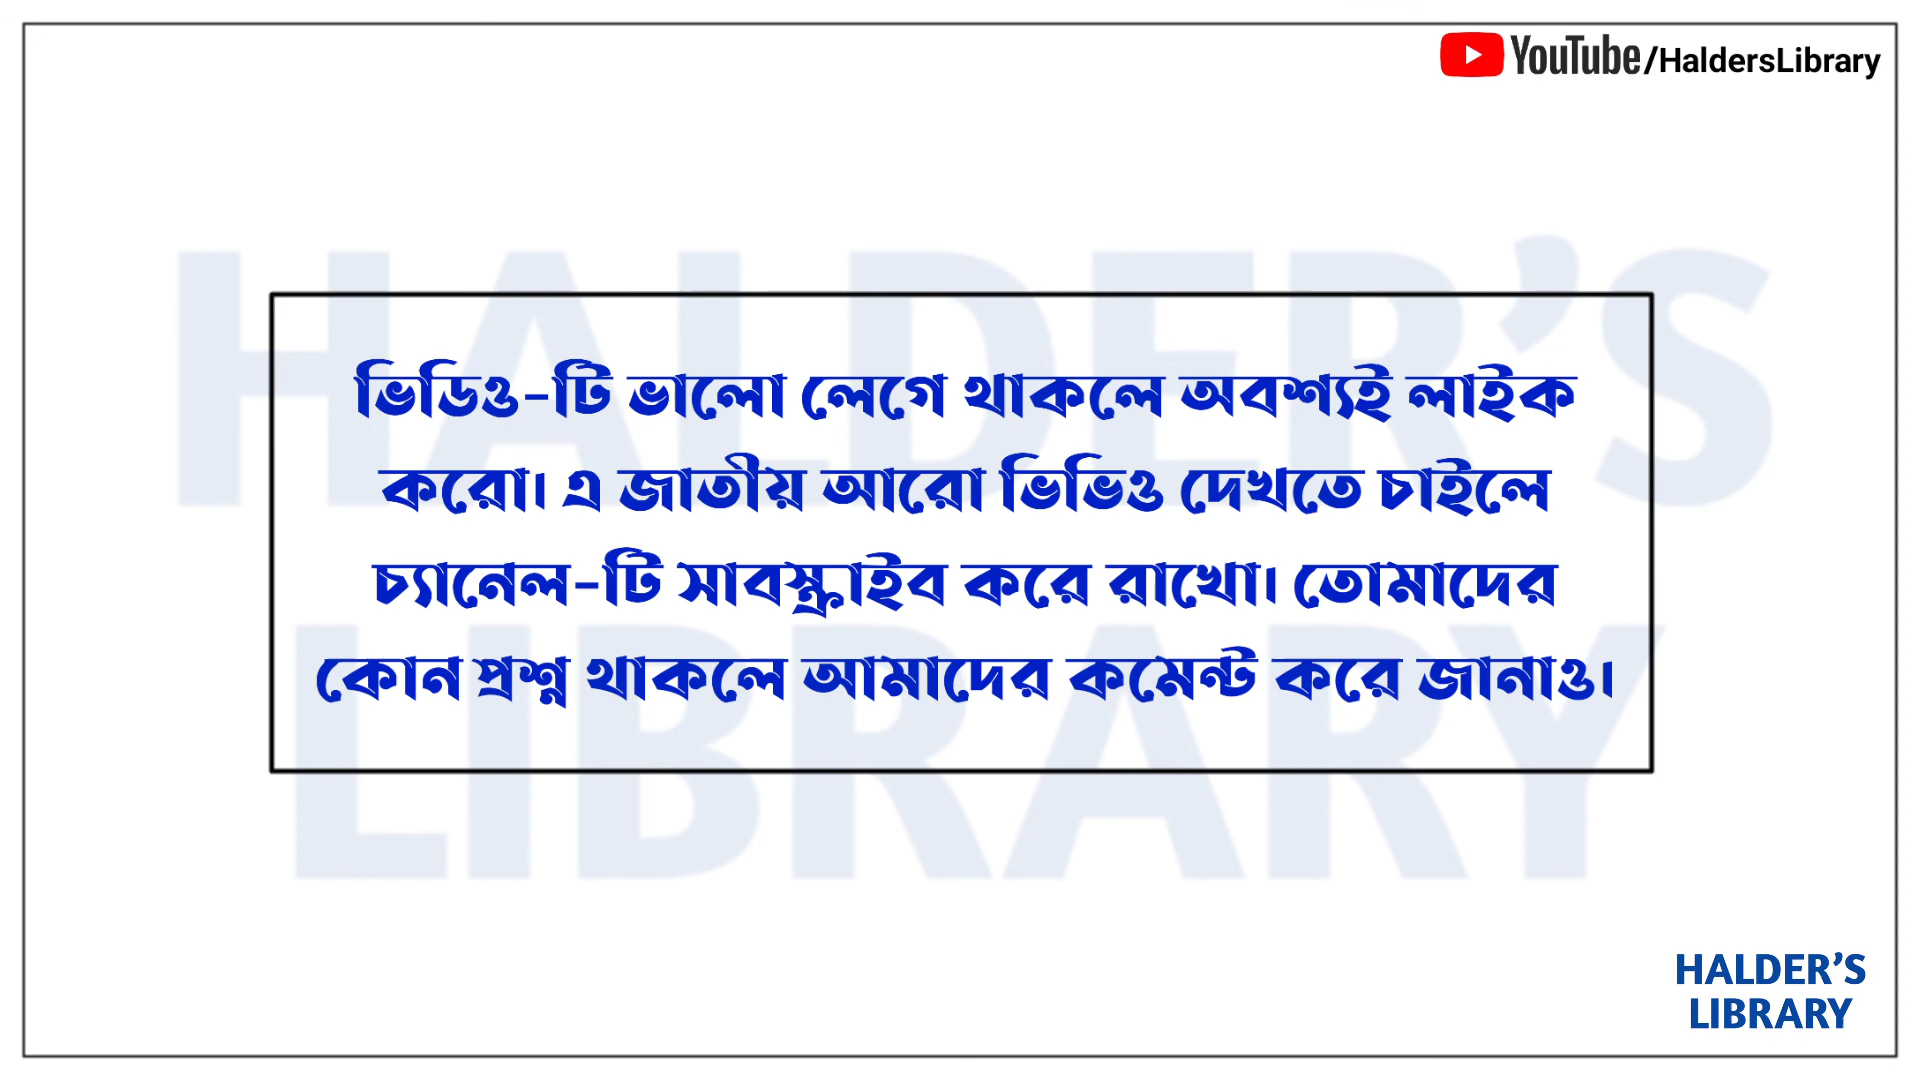 YouTube/HaldersLibrary
HALDER'S
LIBRARY
ভিডিও-টি ভালো লেগে থাকলে অবশ্যই লাইক
করো। এ জাতীয় আরো ভিভিও দেখতে চাইলে
চ্যানেল-টি সাবস্ক্রাইব করে রাখো। তোমাদের
কোন প্রশ্ন থাকলে আমাদের কমেন্ট করে জানাও।
HALDER'S
LIBRARY